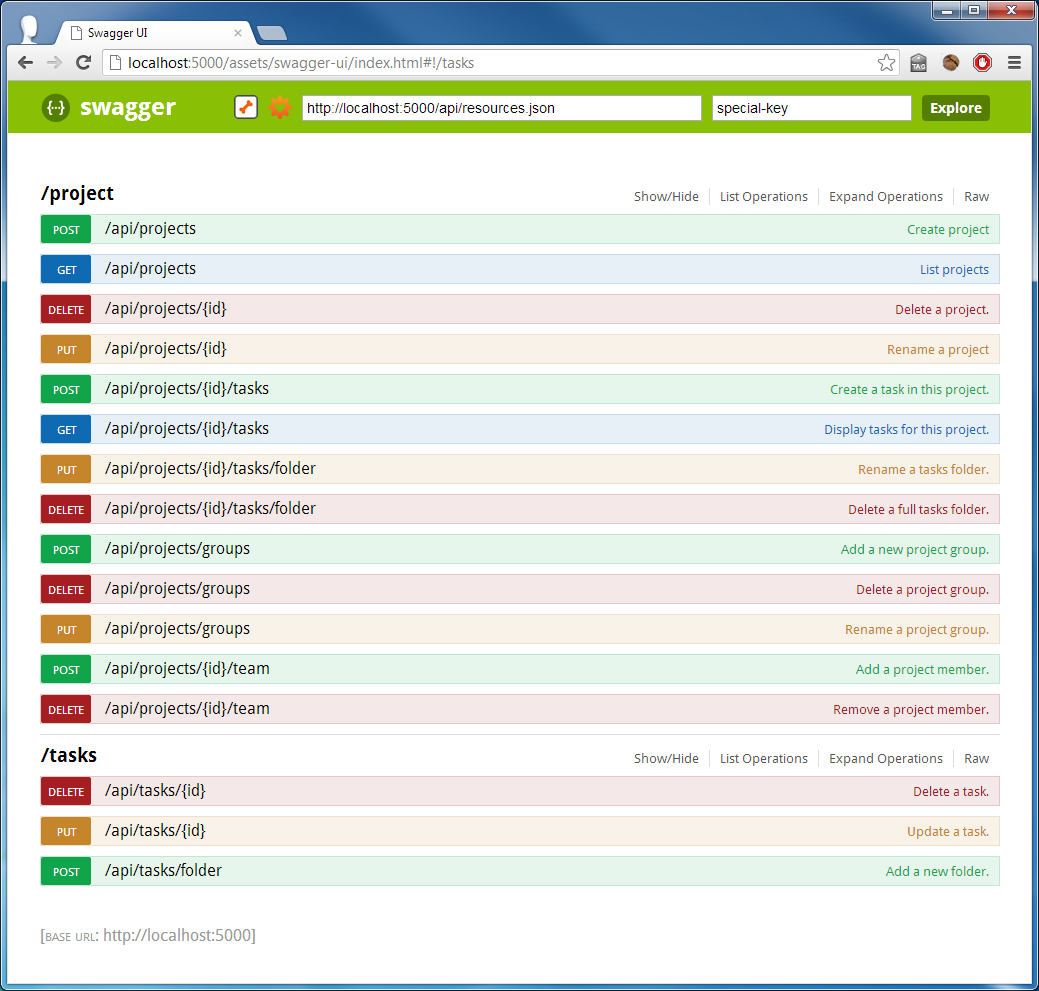 Swagger UI
localhost:5000/assets/swagger-ui/index.html#!/tasks
TAG
{···} swagger http://localhost:5000/api/resources.json special-key Explore
/project Show/Hide List Operations Expand Operations Raw
POST /api/projects Create project
GET /api/projects List projects
DELETE /api/projects/{id} Delete a project.
PUT /api/projects/{id} Rename a project
POST /api/projects/{id}/tasks Create a task in this project.
GET /api/projects/{id}/tasks Display tasks for this project.
PUT /api/projects/{id}/tasks/folder Rename a tasks folder.
DELETE /api/projects/{id}/tasks/folder Delete a full tasks folder.
POST /api/projects/groups Add a new project group.
DELETE /api/projects/groups Delete a project group.
PUT /api/projects/groups Rename a project group.
POST /api/projects/{id}/team Add a project member.
DELETE /api/projects/{id}/team Remove a project member.
/tasks Show/Hide List Operations Expand Operations Raw
DELETE /api/tasks/{id} Delete a task.
PUT /api/tasks/{id} Update a task.
POST /api/tasks/folder Add a new folder.
[BASE URL: http://localhost:5000]